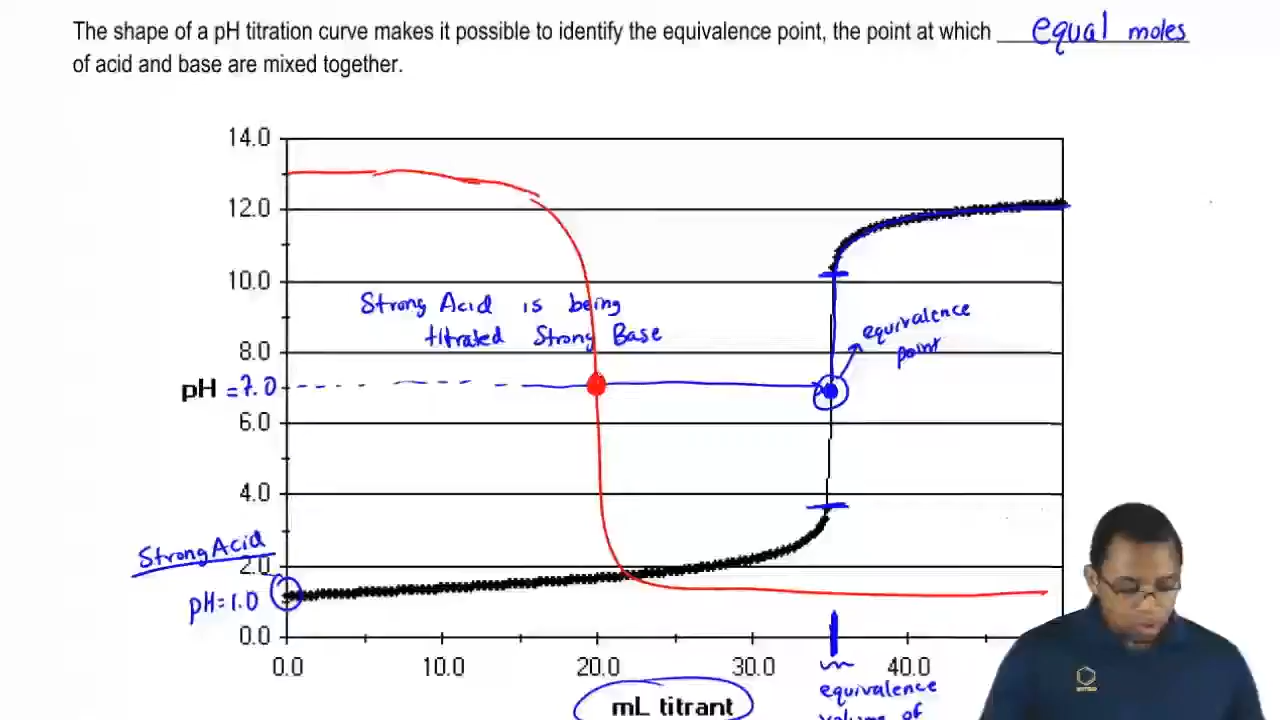 The shape of a pH titration curve makes it possible to identify the equivalence point, the point at which equal moles
of acid and base are mixed together.
14.0
12.0
10.0
Strong Acid is being
titrated Strong Base
equivalence
point
8.0
pH = 7.0
6.0
4.0
Strong Acid
2.0
pH=1.0
0.0
0.0 10.0 20.0 30.0 40.0
mL titrant
equivalence
volume of